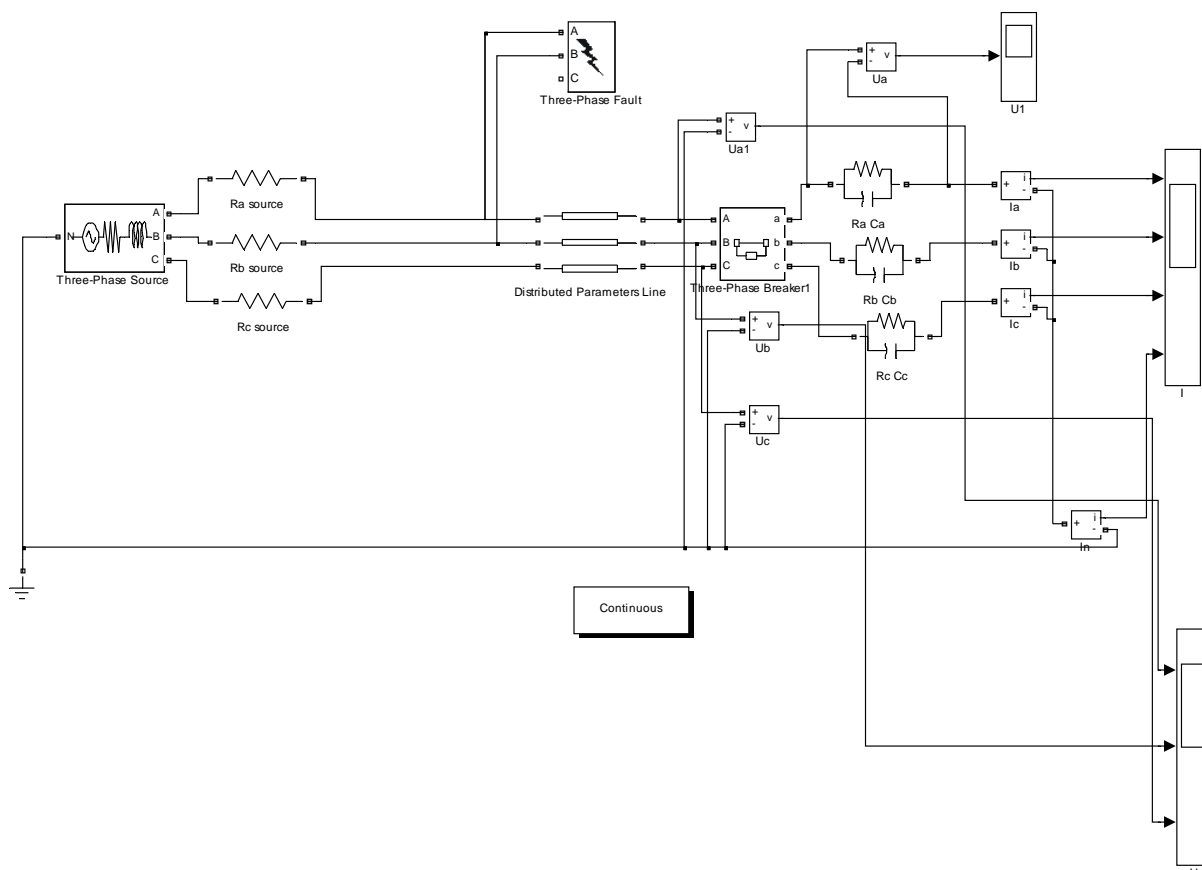 A
B
C
Three-Phase Fault
+
-
v
Ua
U1
+
-
v
Ua1
Ra source
Rb source
Rc source
N
A
B
C
Three-Phase Source
Distributed Parameters Line
A
B
C
a
b
c
Three-Phase Breaker1
Ra Ca
Rb Cb
Rc Cc
+
i
-
Ia
+
i
-
Ib
+
i
-
Ic
I
+
-
v
Ub
+
-
v
Uc
+
i
-
In
Continuous